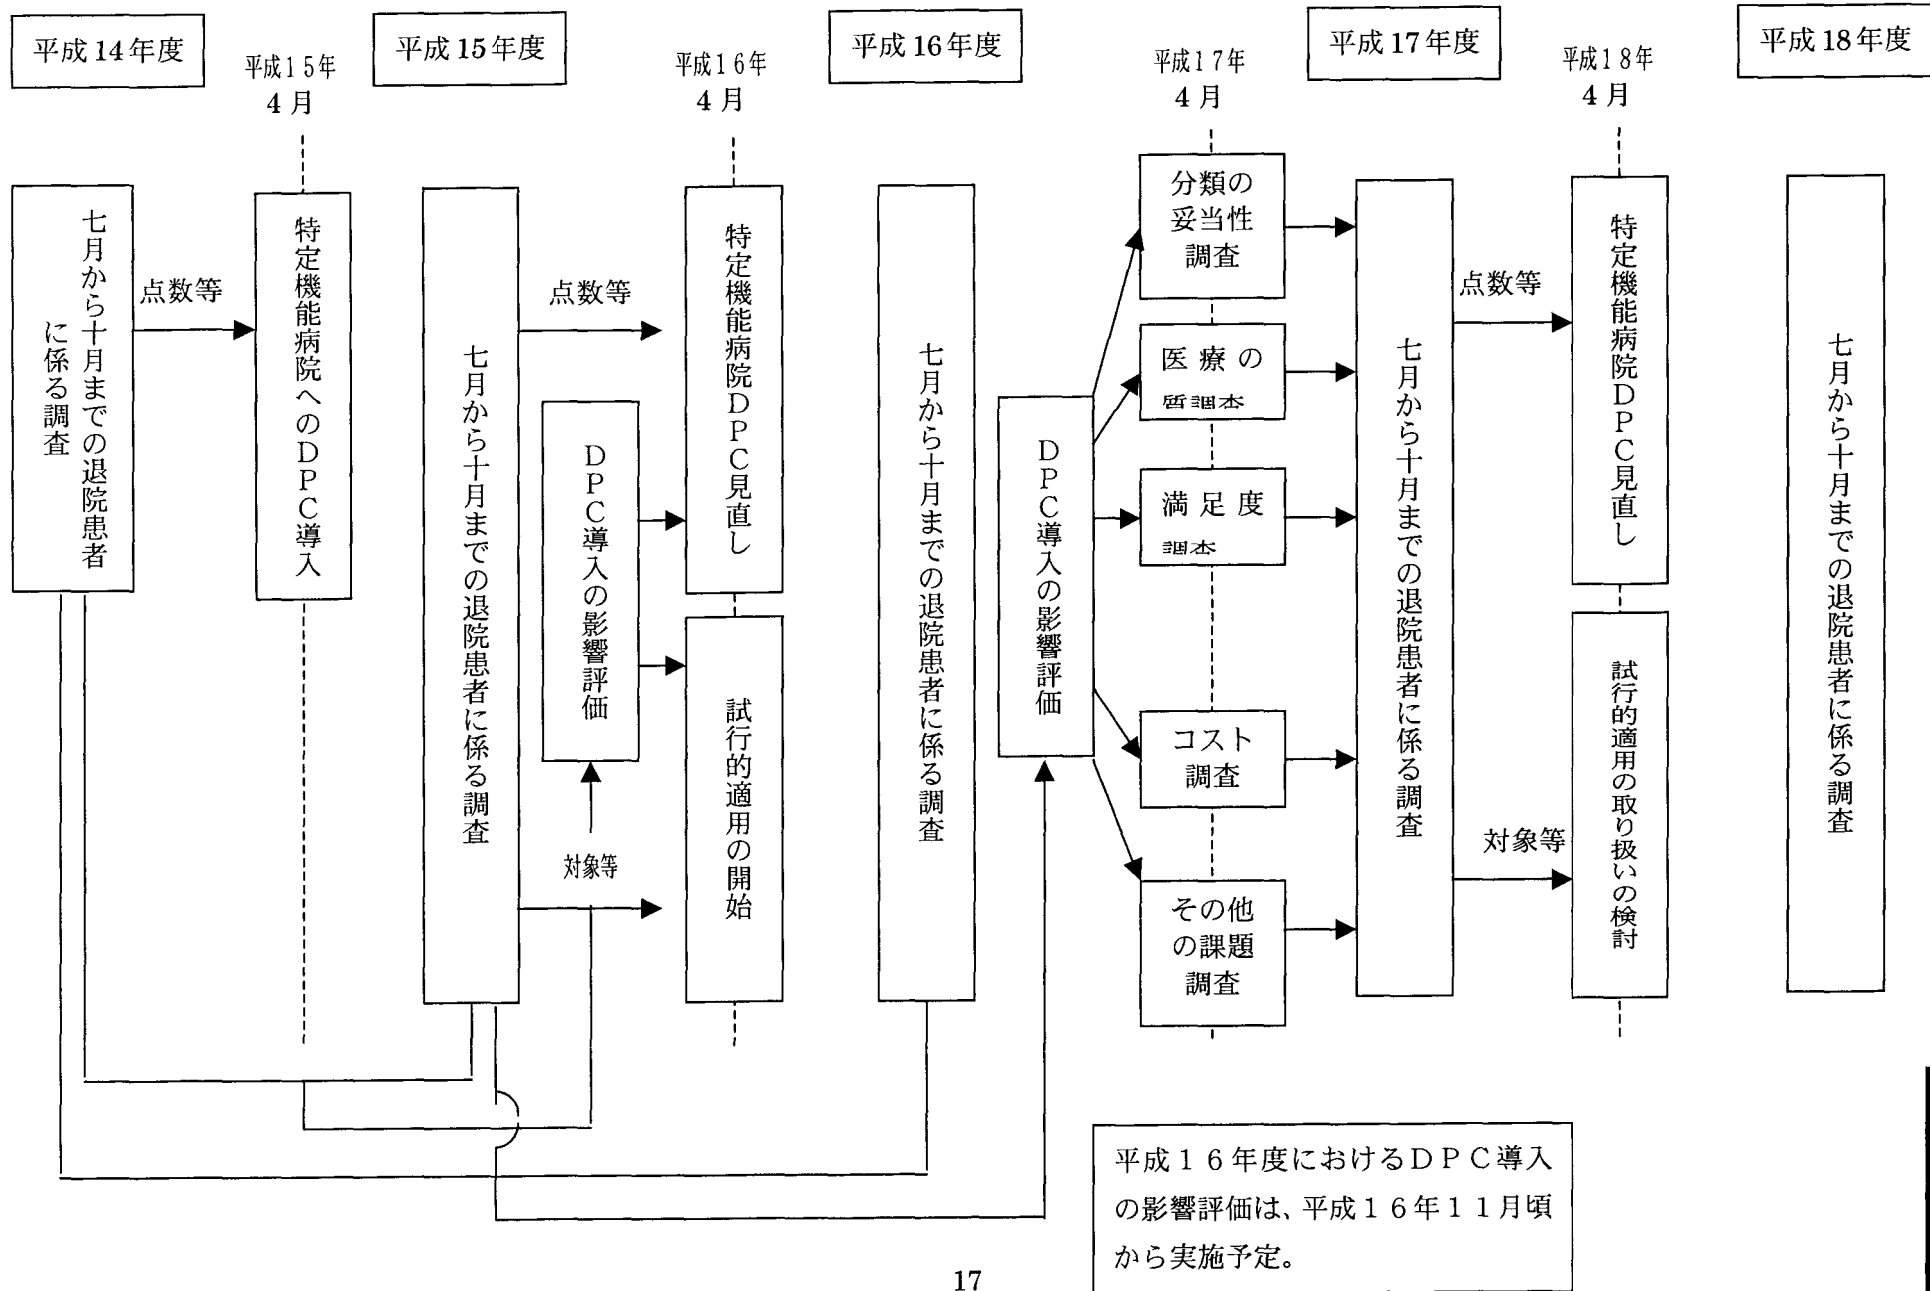 平成14年度
平成15年
4月
平成15年度
平成16年
4月
平成16年度
平成17年
4月
平成17年度
平成18年
4月
平成18年度
七月から十月までの退院患者
に係る調査
点数等
特定機能病院へのDPC導入
七月から十月までの退院患者に係る調査
点数等
DPC導入の影響評価
対象等
特定機能病院DPC見直し
試行的適用の開始
七月から十月までの退院患者に係る調査
DPC導入の影響評価
分類の
妥当性
調査
医療の
質調査
満足度
調査
コスト
調査
その他
の課題
調査
七月から十月までの退院患者に係る調査
点数等
対象等
特定機能病院DPC見直し
試行的適用の取り扱いの検討
七月から十月までの退院患者に係る調査
平成16年度におけるDPC導入
の影響評価は、平成16年11月頃
から実施予定。
17